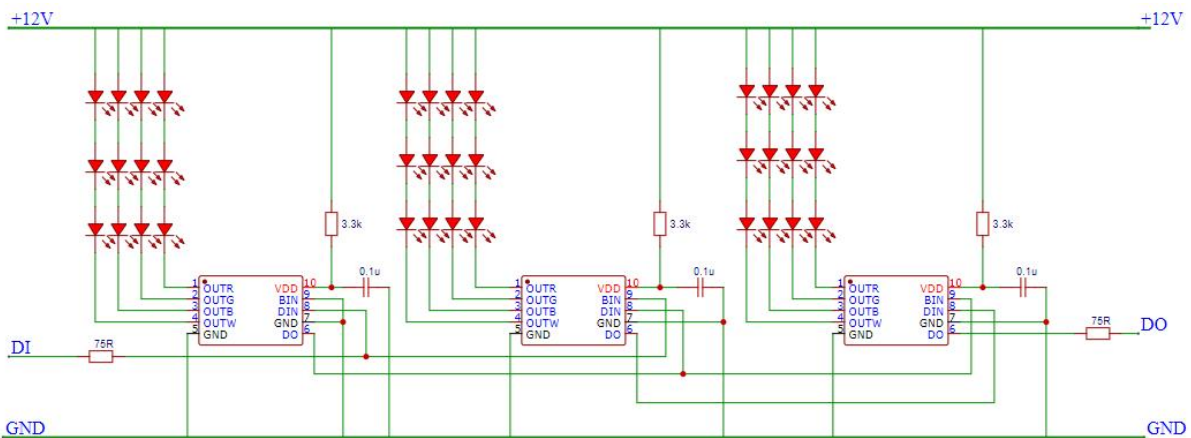 +12V
+12V
3.3k
3.3k
3.3k
0.1u
0.1u
0.1u
1 OUTR VDD 10
2 OUTG BIN 9
3 OUTB DIN 8
4 OUTW GND 7
5 GND DO 6
1 OUTR VDD 10
2 OUTG BIN 9
3 OUTB DIN 8
4 OUTW GND 7
5 GND DO 6
1 OUTR VDD 10
2 OUTG BIN 9
3 OUTB DIN 8
4 OUTW GND 7
5 GND DO 6
DI
75R
75R
DO
GND
GND